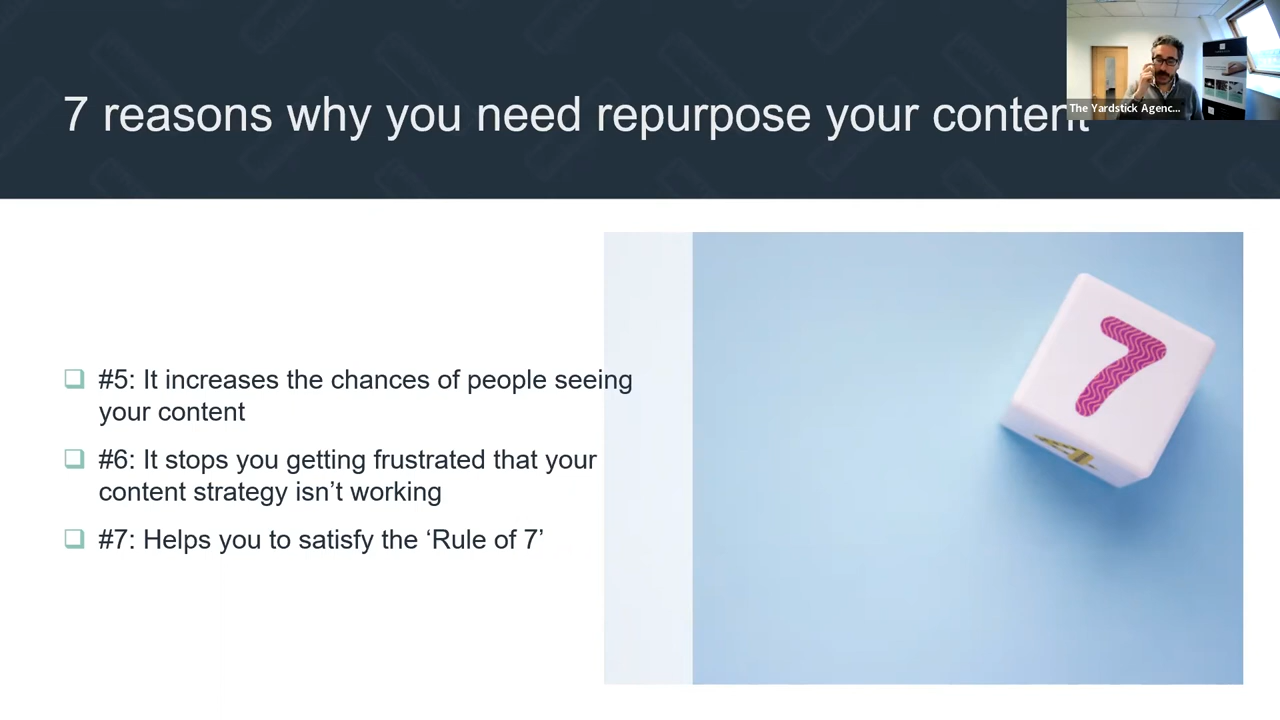 7 reasons why you need repurpose your content
The Yardstick Agenc...
#5: It increases the chances of people seeing
your content
#6: It stops you getting frustrated that your
content strategy isn’t working
#7: Helps you to satisfy the ‘Rule of 7’
7
4